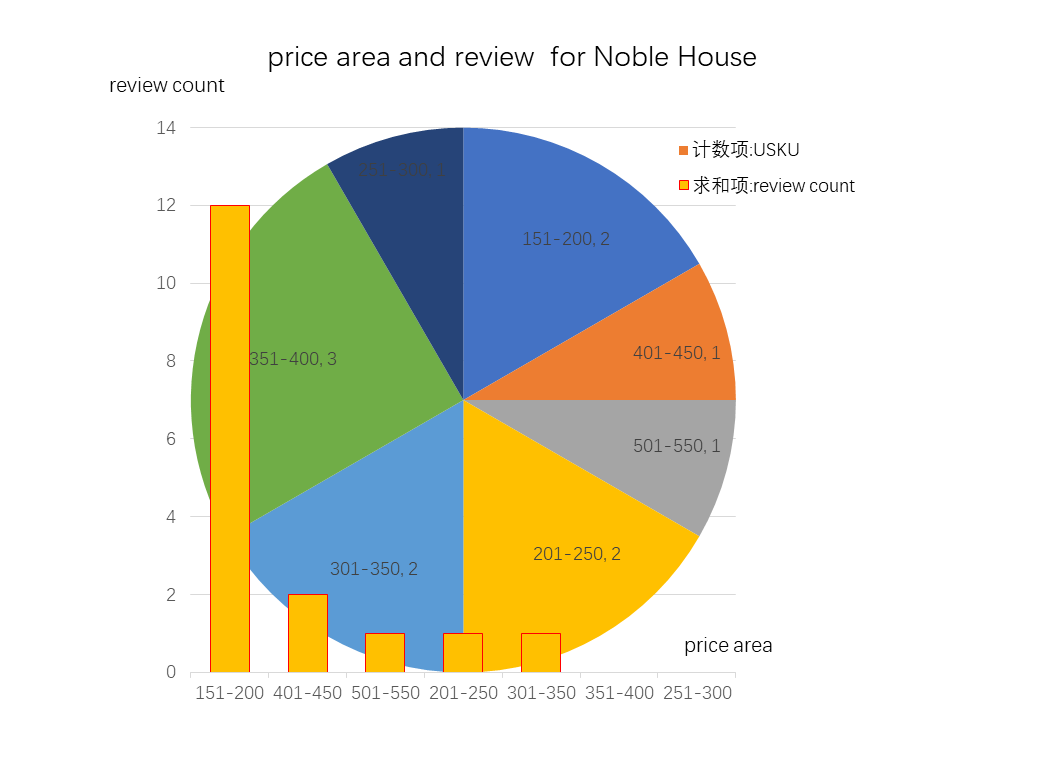 price area and review  for Noble House
review count
14
12
10
8
6
4
2
0
计数项:USKU
求和项:review count
151-200, 2
401-450, 1
501-550, 1
201-250, 2
301-350, 2
351-400, 3
price area
151-200 401-450 501-550 201-250 301-350 351-400 251-300